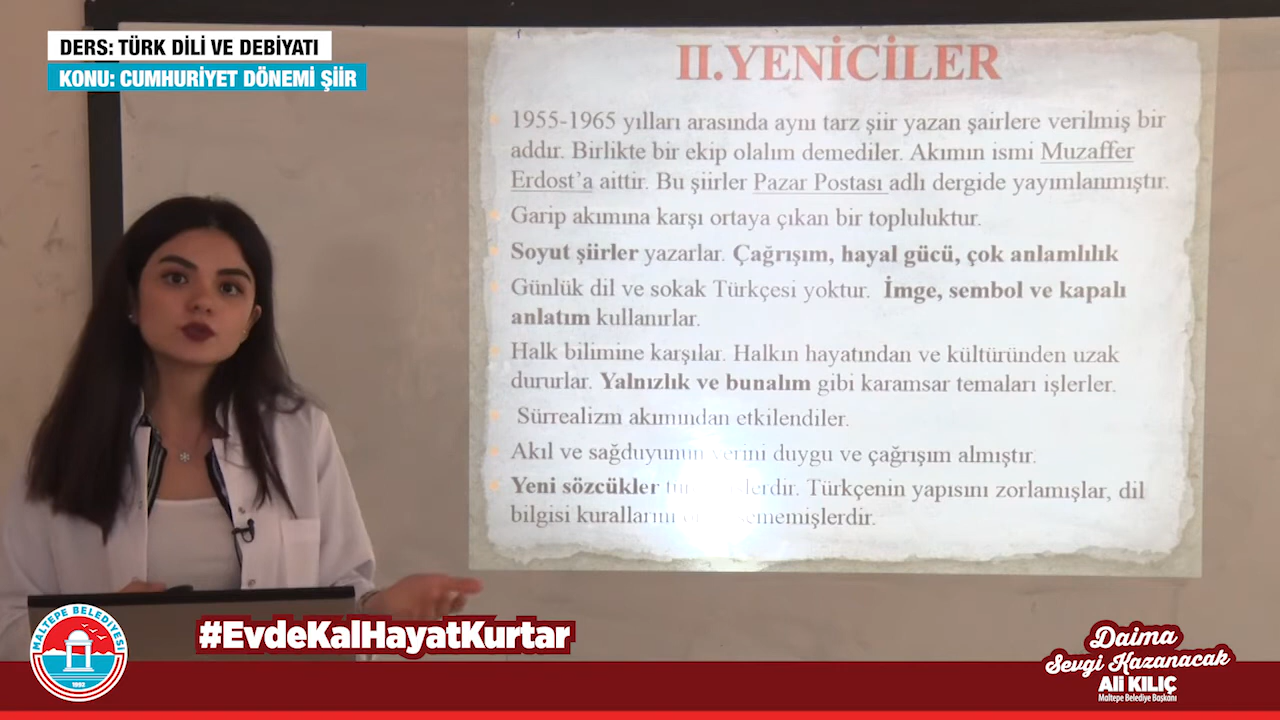 DERS: TÜRK DİLİ VE DEBİYATI
KONU: CUMHURİYET DÖNEMİ ŞİİR
II.YENİCİLER
1955-1965 yılları arasında aynı tarz şiir yazan şairlere verilmiş bir
addır. Birlikte bir ekip olalım demediler. Akımın ismi Muzaffer
Erdost'a aittir. Bu şiirler Pazar Postası adlı dergide yayımlanmıştır.
Garip akımına karşı ortaya çıkan bir topluluktur.
Soyut şiirler yazarlar. Çağrışım, hayal gücü, çok anlamlılık
Günlük dil ve sokak Türkçesi yoktur. İmge, sembol ve kapalı
anlatım kullanırlar.
Halk bilimine karşılar. Halkın hayatından ve kültüründen uzak
dururlar. Yalnızlık ve bunalım gibi karamsar temaları işlerler.
Sürrealizm akımından etkilendiler.
Akıl ve sağduyunun yerini duygu ve çağrışım almıştır.
Yeni sözcükler Türkçenin yapısını zorlamışlar, dil
bilgisi kurallarını
MALTEPE BELEDİYESİ
1992
#EvdeKalHayatKurtar
Daima
Sevgi Kazanacak
Ali KILIÇ
Maltepe Belediye Başkanı